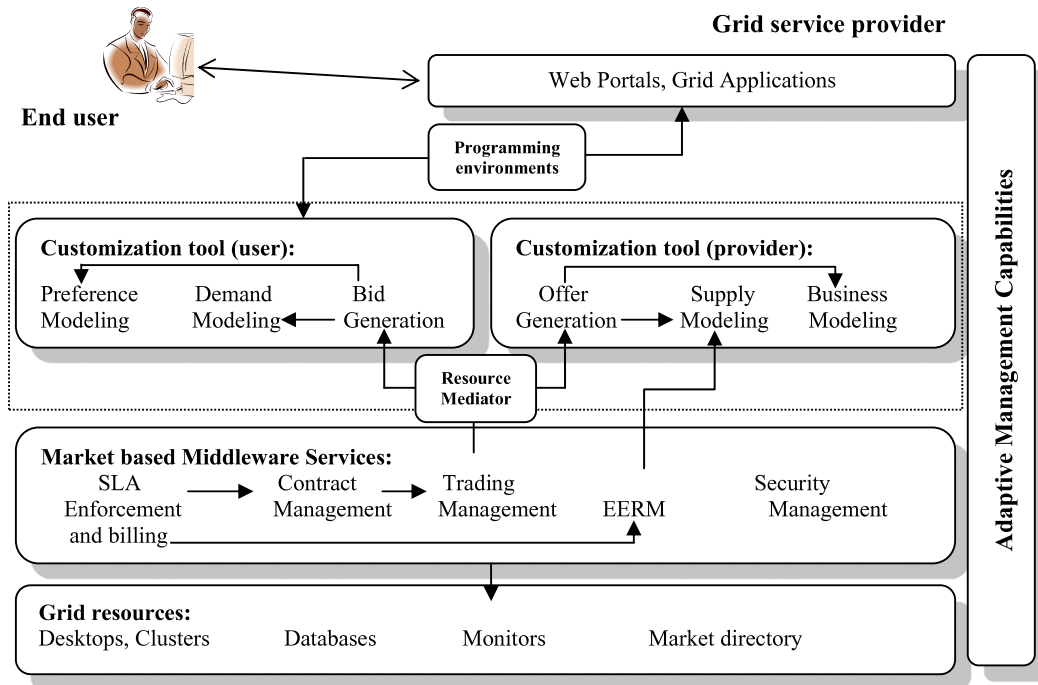 Grid service provider
Web Portals, Grid Applications
End user
Programming
environments
Customization tool (user):
Preference
Modeling
Demand
Modeling
Bid
Generation
Customization tool (provider):
Offer
Generation
Supply
Modeling
Business
Modeling
Resource
Mediator
Market based Middleware Services:
SLA
Enforcement
and billing
Contract
Management
Trading
Management
EERM
Security
Management
Grid resources:
Desktops, Clusters
Databases
Monitors
Market directory
Adaptive Management Capabilities